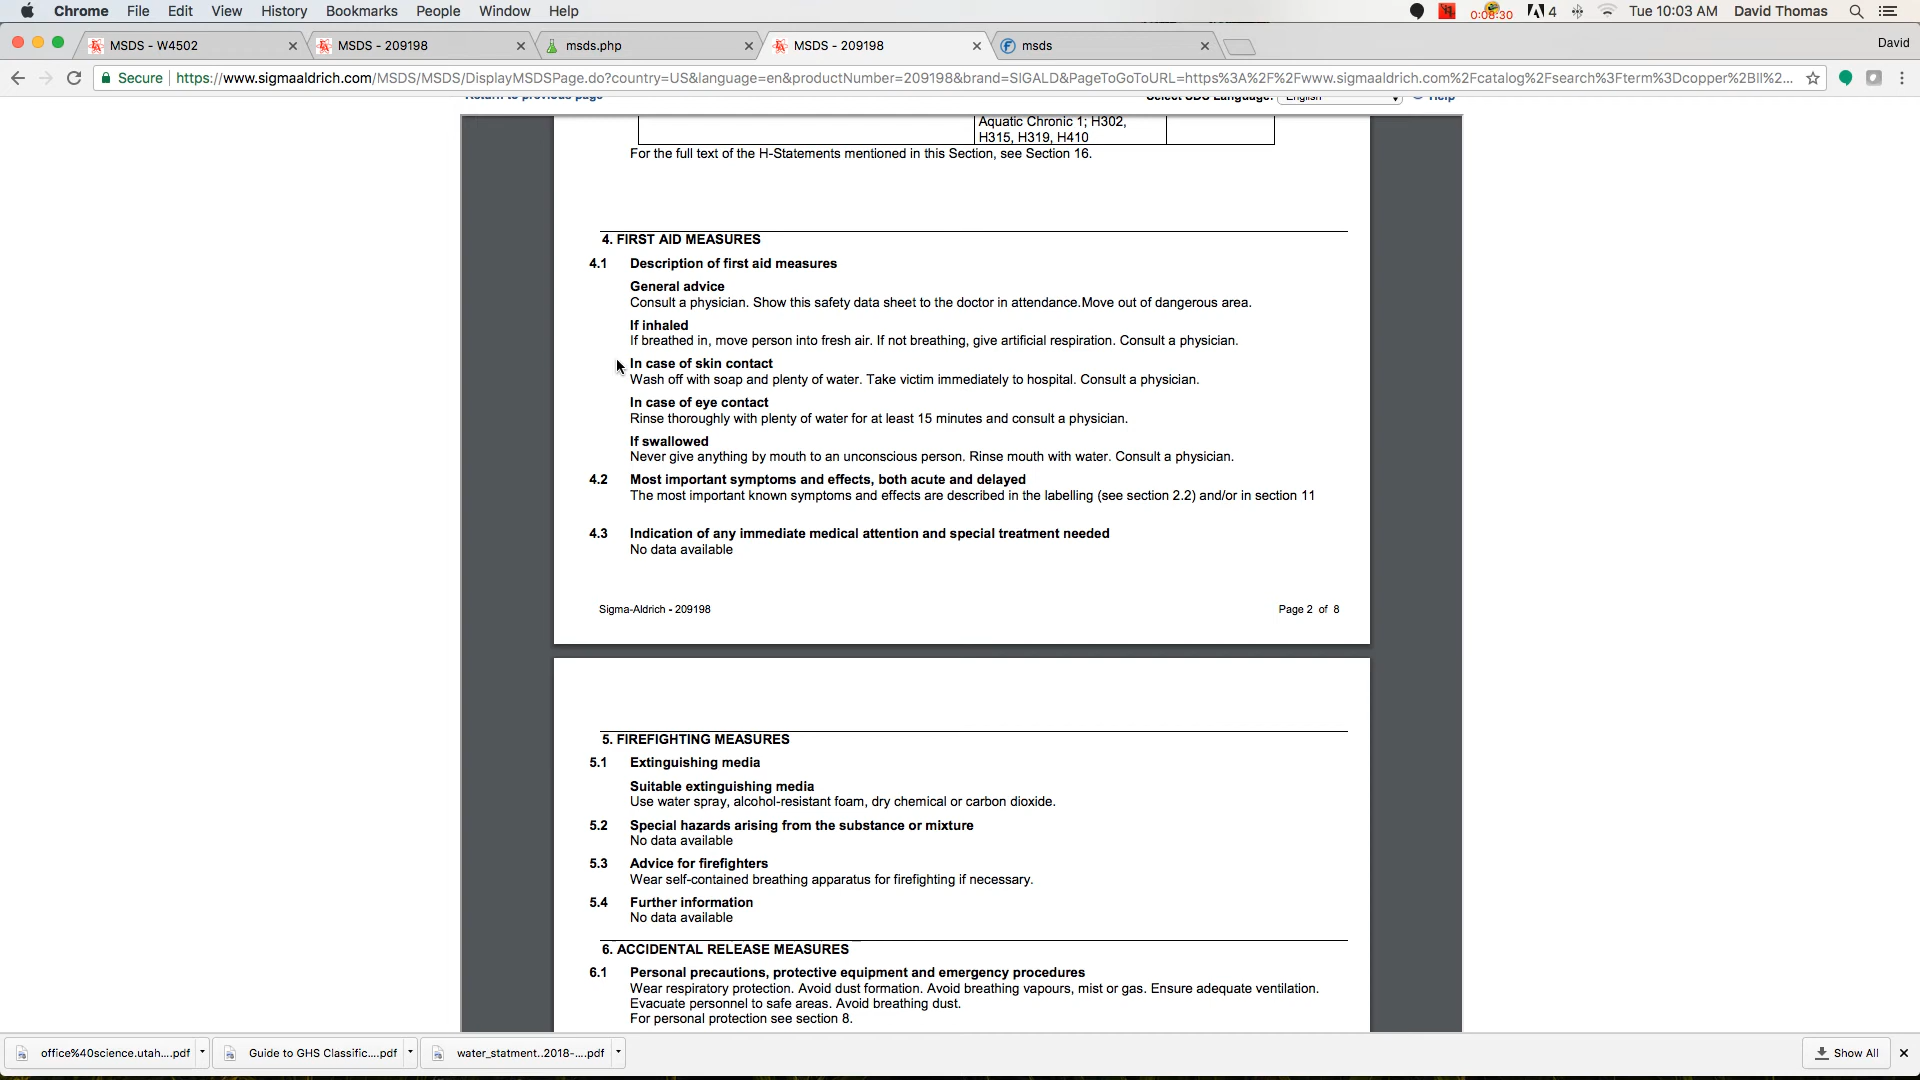 Chrome File Edit View History Bookmarks People Window Help
0:08:30 4 Tue 10:03 AM David Thomas
MSDS - W4502 MSDS - 209198 msds.php MSDS - 209198 msds David
Secure https://www.sigmaaldrich.com/MSDS/MSDS/DisplayMSDSPage.do?country=US&language=en&productNumber=209198&brand=SIGALD&PageToGoToURL=https%3A%2F%2Fwww.sigmaaldrich.com%2Fcatalog%2Fsearch%3Fterm%3Dcopper%2BII%2...
Return to previous page Select SDS Language: English Help
Aquatic Chronic 1; H302,
H315, H319, H410
For the full text of the H-Statements mentioned in this Section, see Section 16.
4. FIRST AID MEASURES
4.1 Description of first aid measures
General advice
Consult a physician. Show this safety data sheet to the doctor in attendance.Move out of dangerous area.
If inhaled
If breathed in, move person into fresh air. If not breathing, give artificial respiration. Consult a physician.
In case of skin contact
Wash off with soap and plenty of water. Take victim immediately to hospital. Consult a physician.
In case of eye contact
Rinse thoroughly with plenty of water for at least 15 minutes and consult a physician.
If swallowed
Never give anything by mouth to an unconscious person. Rinse mouth with water. Consult a physician.
4.2 Most important symptoms and effects, both acute and delayed
The most important known symptoms and effects are described in the labelling (see section 2.2) and/or in section 11
4.3 Indication of any immediate medical attention and special treatment needed
No data available
Sigma-Aldrich - 209198 Page 2 of 8
5. FIREFIGHTING MEASURES
5.1 Extinguishing media
Suitable extinguishing media
Use water spray, alcohol-resistant foam, dry chemical or carbon dioxide.
5.2 Special hazards arising from the substance or mixture
No data available
5.3 Advice for firefighters
Wear self-contained breathing apparatus for firefighting if necessary.
5.4 Further information
No data available
6. ACCIDENTAL RELEASE MEASURES
6.1 Personal precautions, protective equipment and emergency procedures
Wear respiratory protection. Avoid dust formation. Avoid breathing vapours, mist or gas. Ensure adequate ventilation.
Evacuate personnel to safe areas. Avoid breathing dust.
For personal protection see section 8.
office%40science.utah....pdf Guide to GHS Classific....pdf water_statment..2018-....pdf Show All